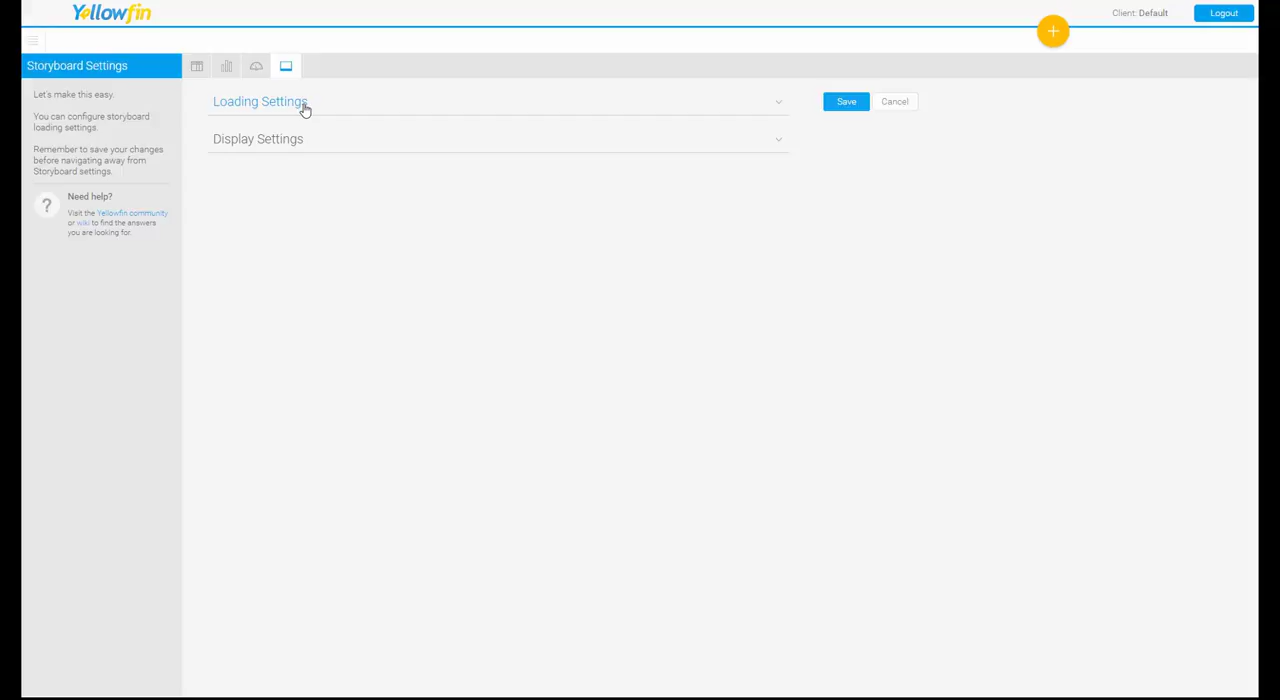 Yellowfin
Client: Default
Logout
+
Storyboard Settings
Let's make this easy.
You can configure storyboard
loading settings.
Remember to save your changes
before navigating away from
Storyboard settings.
?
Need help?
Visit the Yellowfin community
or wiki to find the answers
you are looking for.
Loading Settings
Save
Cancel
Display Settings